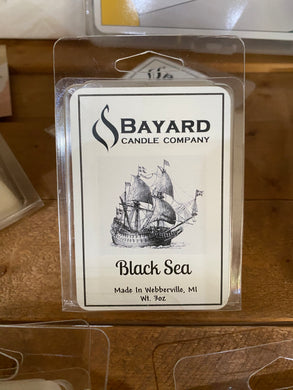 BAYARD
CANDLE COMPANY
Black Sea
Made In Webberville, MI
Wt. 3oz